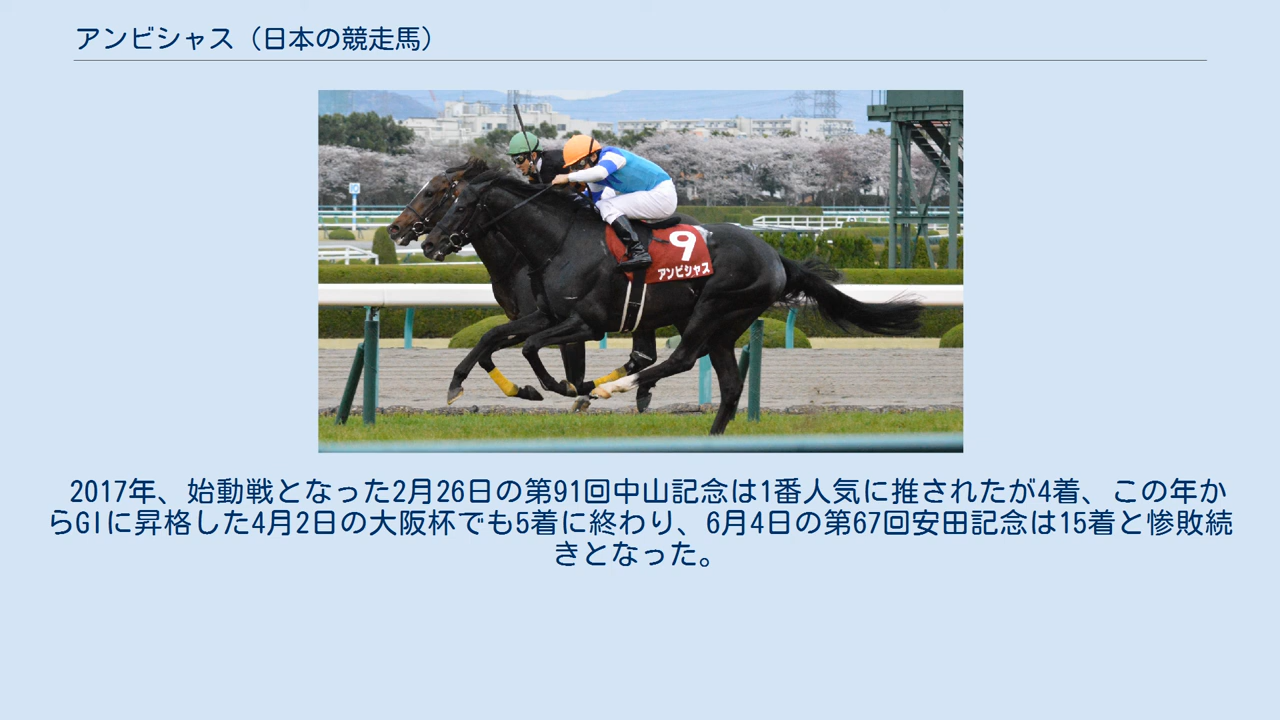 アンビシャス（日本の競走馬）
9
アンビシャス
2017年、始動戦となった2月26日の第91回中山記念は1番人気に推されたが4着、この年か
らGIに昇格した4月2日の大阪杯でも5着に終わり、6月4日の第67回安田記念は15着と惨敗続
きとなった。